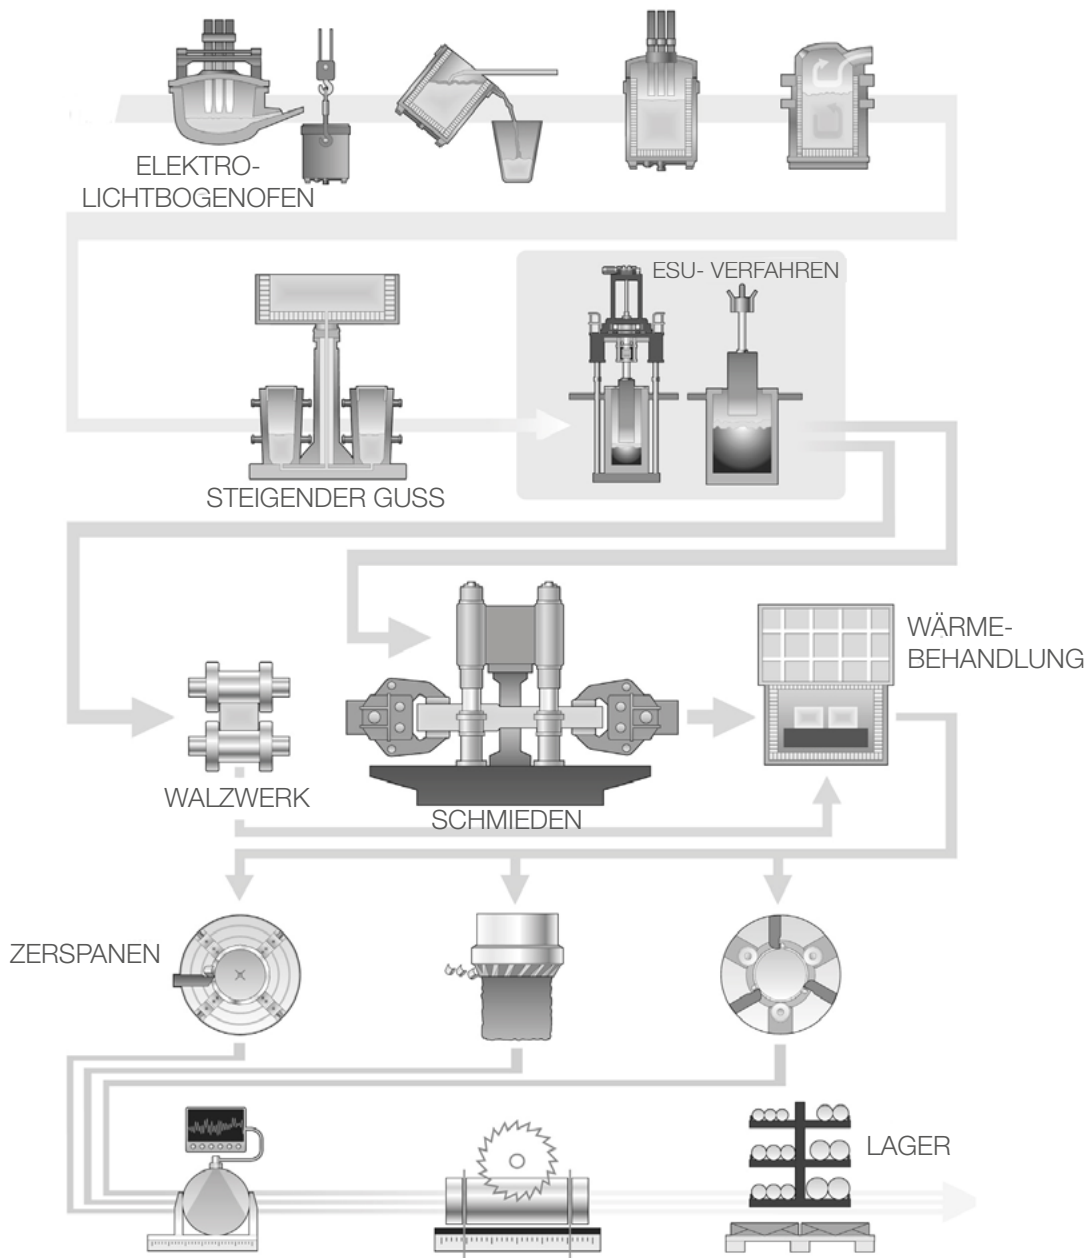 ELEKTRO-
LICHTBOGENOFEN
ESU- VERFAHREN
STEIGENDER GUSS
WÄRME-
BEHANDLUNG
WALZWERK
SCHMIEDEN
ZERSPANEN
LAGER